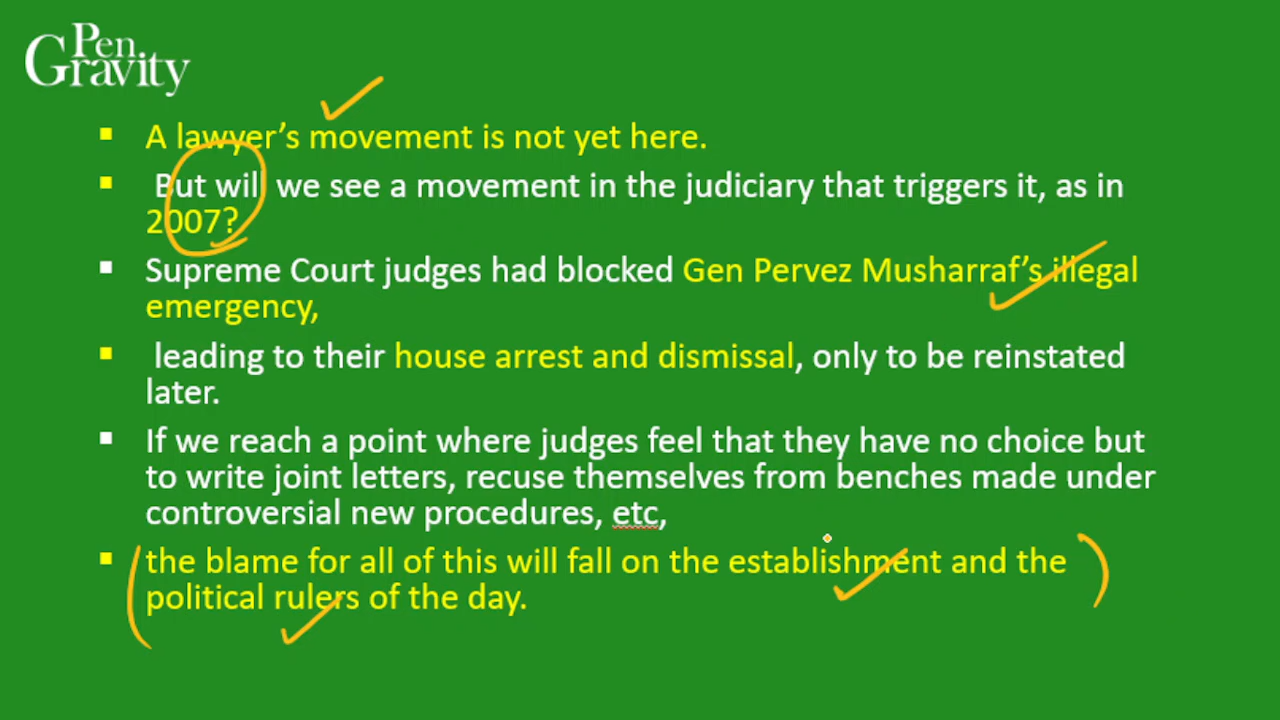 Pen
Gravity
A lawyer’s movement is not yet here.
But will we see a movement in the judiciary that triggers it, as in
2007?
Supreme Court judges had blocked Gen Pervez Musharraf’s illegal
emergency,
leading to their house arrest and dismissal, only to be reinstated
later.
If we reach a point where judges feel that they have no choice but
to write joint letters, recuse themselves from benches made under
controversial new procedures, etc,
the blame for all of this will fall on the establishment and the
political rulers of the day.